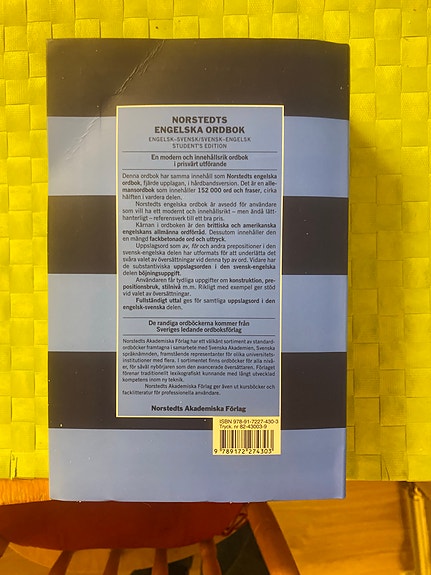 NORSTEDTS
ENGELSKA ORDBOK
ENGELSK-SVENSK/SVENSK-ENGELSK
STUDENT'S EDITION
En modern och innehållsrik ordbok
i prisvärt utförande
Denna ordbok har samma innehåll som Norstedts engelska
ordbok, fjärde upplagan, i hårdbandsversion. Det är en alle-
mansordbok som innehåller 152 000 ord och fraser, cirka
hälften i vardera delen.
Norstedts engelska ordbok är avsedd för användare
som vill ha ett modernt och innehållsrikt – men ändå lätt-
hanterligt – referensverk till ett bra pris.
Kärnan i ordboken är den brittiska och amerikanska
engelskans allmänna ordförråd. Dessutom innehåller den
en mängd fackbetonade ord och uttryck.
Uppslagsord som av, för och andra prepositioner i den
svensk-engelska delen har utformats för att underlätta det
svåra valet av översättningar vid denna typ av ord. Vidare har
de substantiviska uppslagsorden i den svensk-engelska
delen böjningsuppgift.
Användaren får tydliga uppgifter om konstruktion, pre-
positionsbruk, stilnivå m.m. Rikligt med exempel ger stöd
vid valet av översättningar.
Fullständigt uttal ges för samtliga uppslagsord i den
engelsk-svenska delen.
De randiga ordböckerna kommer från
Sveriges ledande ordboksförlag
Norstedts Akademiska Förlag har ett välkänt sortiment av standard-
ordböcker framtagna i samarbete med Svenska Akademien, Svenska
språknämnden, framstående representanter för olika universitets-
institutioner med flera. I sortimentet finns ordböcker för alla nivå-
er, för såväl nybörjaren som den avancerade översättaren. Förlaget
förenar traditionellt lexikografiskt kunnande med långt utvecklad
kompetens inom ny teknik.
Norstedts Akademiska Förlag ger även ut kursböcker och
facklitteratur för professionella användare.
Norstedts Akademiska Förlag
ISBN 978-91-7227-430-3
Tryck. nr 82-43003-9
9 789172 274303